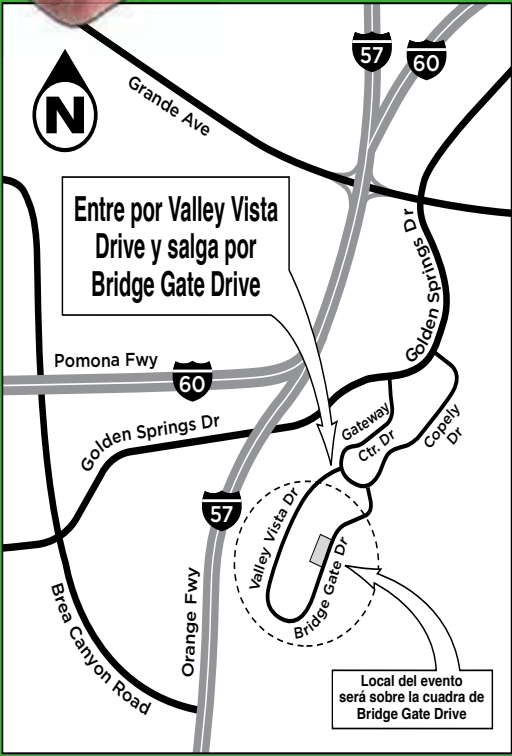 57
60
N
Grande Ave
Entre por Valley Vista
Drive y salga por
Bridge Gate Drive
Golden Springs Dr
Pomona Fwy
60
Golden Springs Dr
Gateway
Ctr. Dr
Copely
Dr
57
Valley Vista Dr
Bridge Gate Dr
Orange Fwy
Brea Canyon Road
Local del evento
será sobre la cuadra de
Bridge Gate Drive